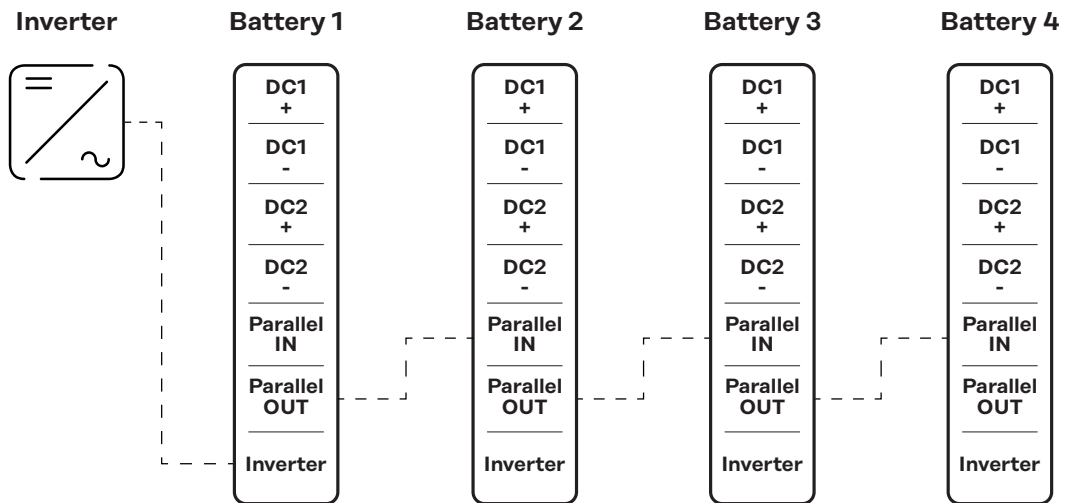 Inverter
Battery 1
Battery 2
Battery 3
Battery 4
DC1
+
DC1
-
DC2
+
DC2
-
Parallel
IN
Parallel
OUT
Inverter
DC1
+
DC1
-
DC2
+
DC2
-
Parallel
IN
Parallel
OUT
Inverter
DC1
+
DC1
-
DC2
+
DC2
-
Parallel
IN
Parallel
OUT
Inverter
DC1
+
DC1
-
DC2
+
DC2
-
Parallel
IN
Parallel
OUT
Inverter